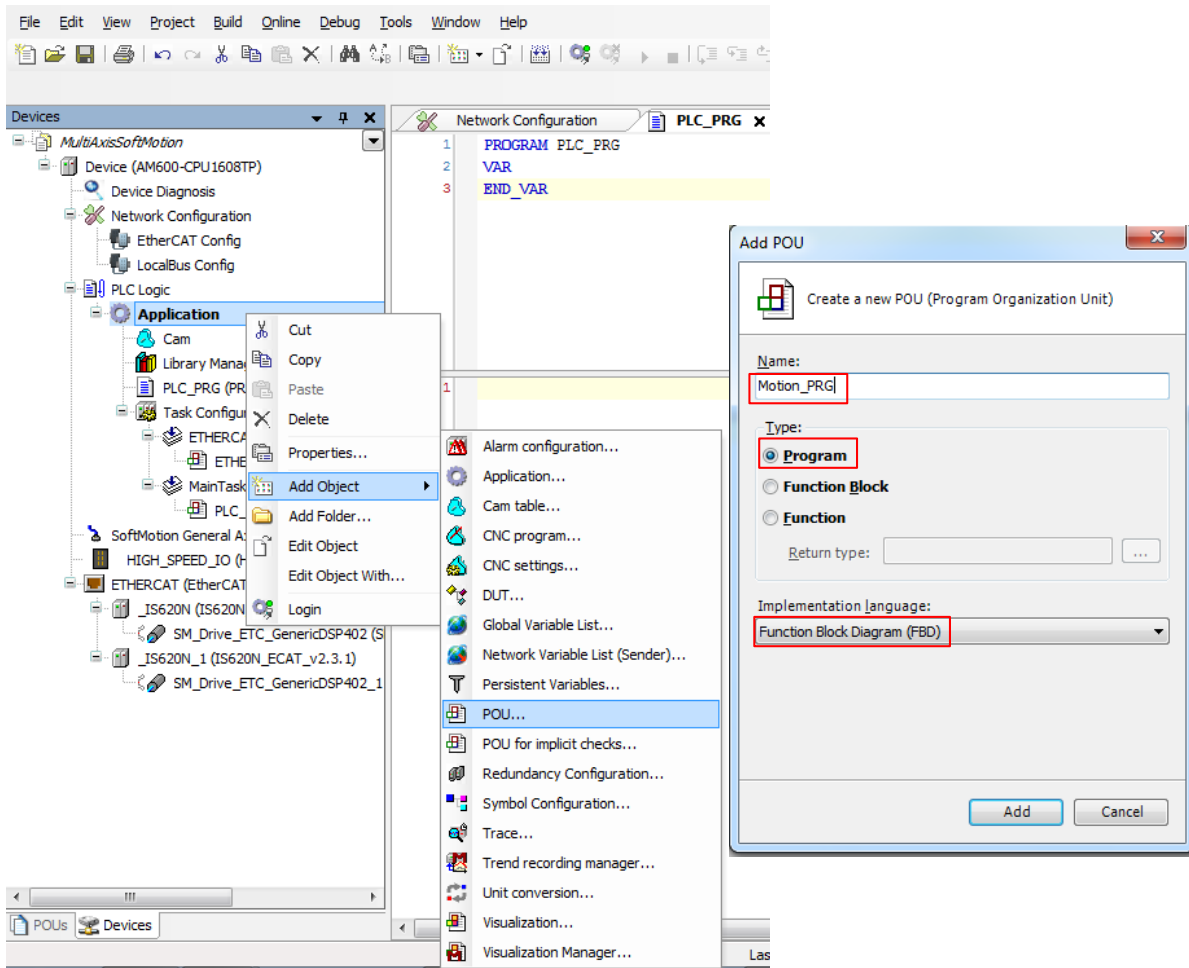 File Edit View Project Build Online Debug Tools Window Help
Devices
MultiAxisSoftMotion
Device (AM600-CPU1608TP)
Device Diagnosis
Network Configuration
EtherCAT Config
LocalBus Config
PLC Logic
Application
Cam
Library Mana
PLC_PRG (PR
Task Configu
ETHERCA
ETHE
MainTask
PLC_
SoftMotion General A
HIGH_SPEED_IO (H
ETHERCAT (EtherCAT
_IS620N (IS620N
SM_Drive_ETC_GenericDSP402 (S
_IS620N_1 (IS620N_ECAT_v2.3.1)
SM_Drive_ETC_GenericDSP402_1
POUs Devices
Network Configuration PLC_PRG
1 PROGRAM PLC_PRG
2 VAR
3 END_VAR
1
Cut
Copy
Paste
Delete
Properties...
Add Object
Add Folder...
Edit Object
Edit Object With...
Login
Alarm configuration...
Application...
Cam table...
CNC program...
CNC settings...
DUT...
Global Variable List...
Network Variable List (Sender)...
Persistent Variables...
POU...
POU for implicit checks...
Redundancy Configuration...
Symbol Configuration...
Trace...
Trend recording manager...
Unit conversion...
Visualization...
Visualization Manager...
Las
Add POU
Create a new POU (Program Organization Unit)
Name:
Motion_PRG
Type:
Program
Function Block
Function
Return type:
...
Implementation language:
Function Block Diagram (FBD)
Add Cancel